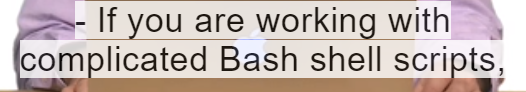 - If you are working with
complicated Bash shell scripts,